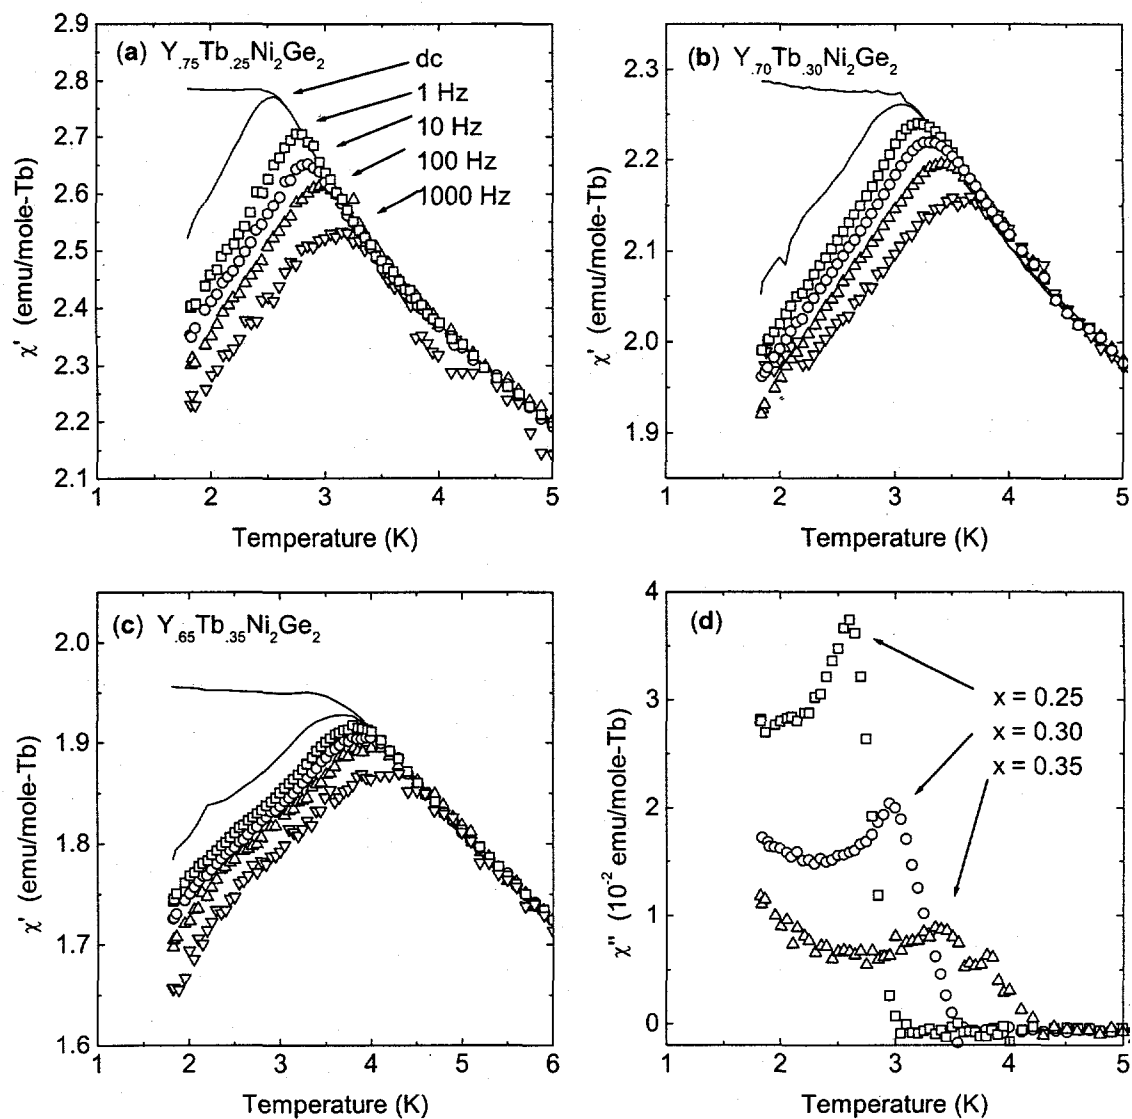 (a) Y.75Tb.25Ni2Ge2
dc
1 Hz
10 Hz
100 Hz
1000 Hz
2.9
2.8
2.7
2.6
2.5
2.4
2.3
2.2
2.1
χ' (emu/mole-Tb)
1 2 3 4 5
Temperature (K)
(b) Y.70Tb.30Ni2Ge2
2.3
2.2
2.1
2.0
1.9
χ' (emu/mole-Tb)
1 2 3 4 5
Temperature (K)
(c) Y.65Tb.35Ni2Ge2
2.0
1.9
1.8
1.7
1.6
χ' (emu/mole-Tb)
1 2 3 4 5 6
Temperature (K)
(d)
x = 0.25
x = 0.30
x = 0.35
4
3
2
1
0
χ" (10-2 emu/mole-Tb)
1 2 3 4 5
Temperature (K)